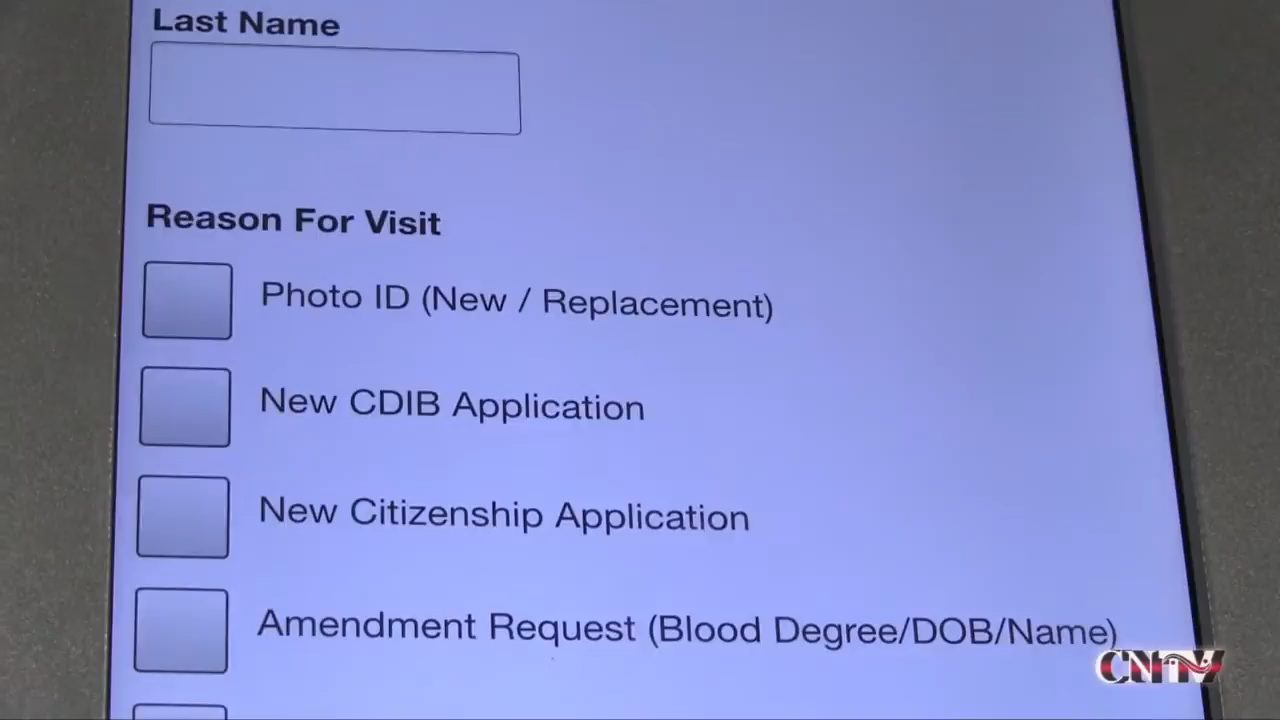 Last Name
Reason For Visit
Photo ID (New / Replacement)
New CDIB Application
New Citizenship Application
Amendment Request (Blood Degree/DOB/Name)